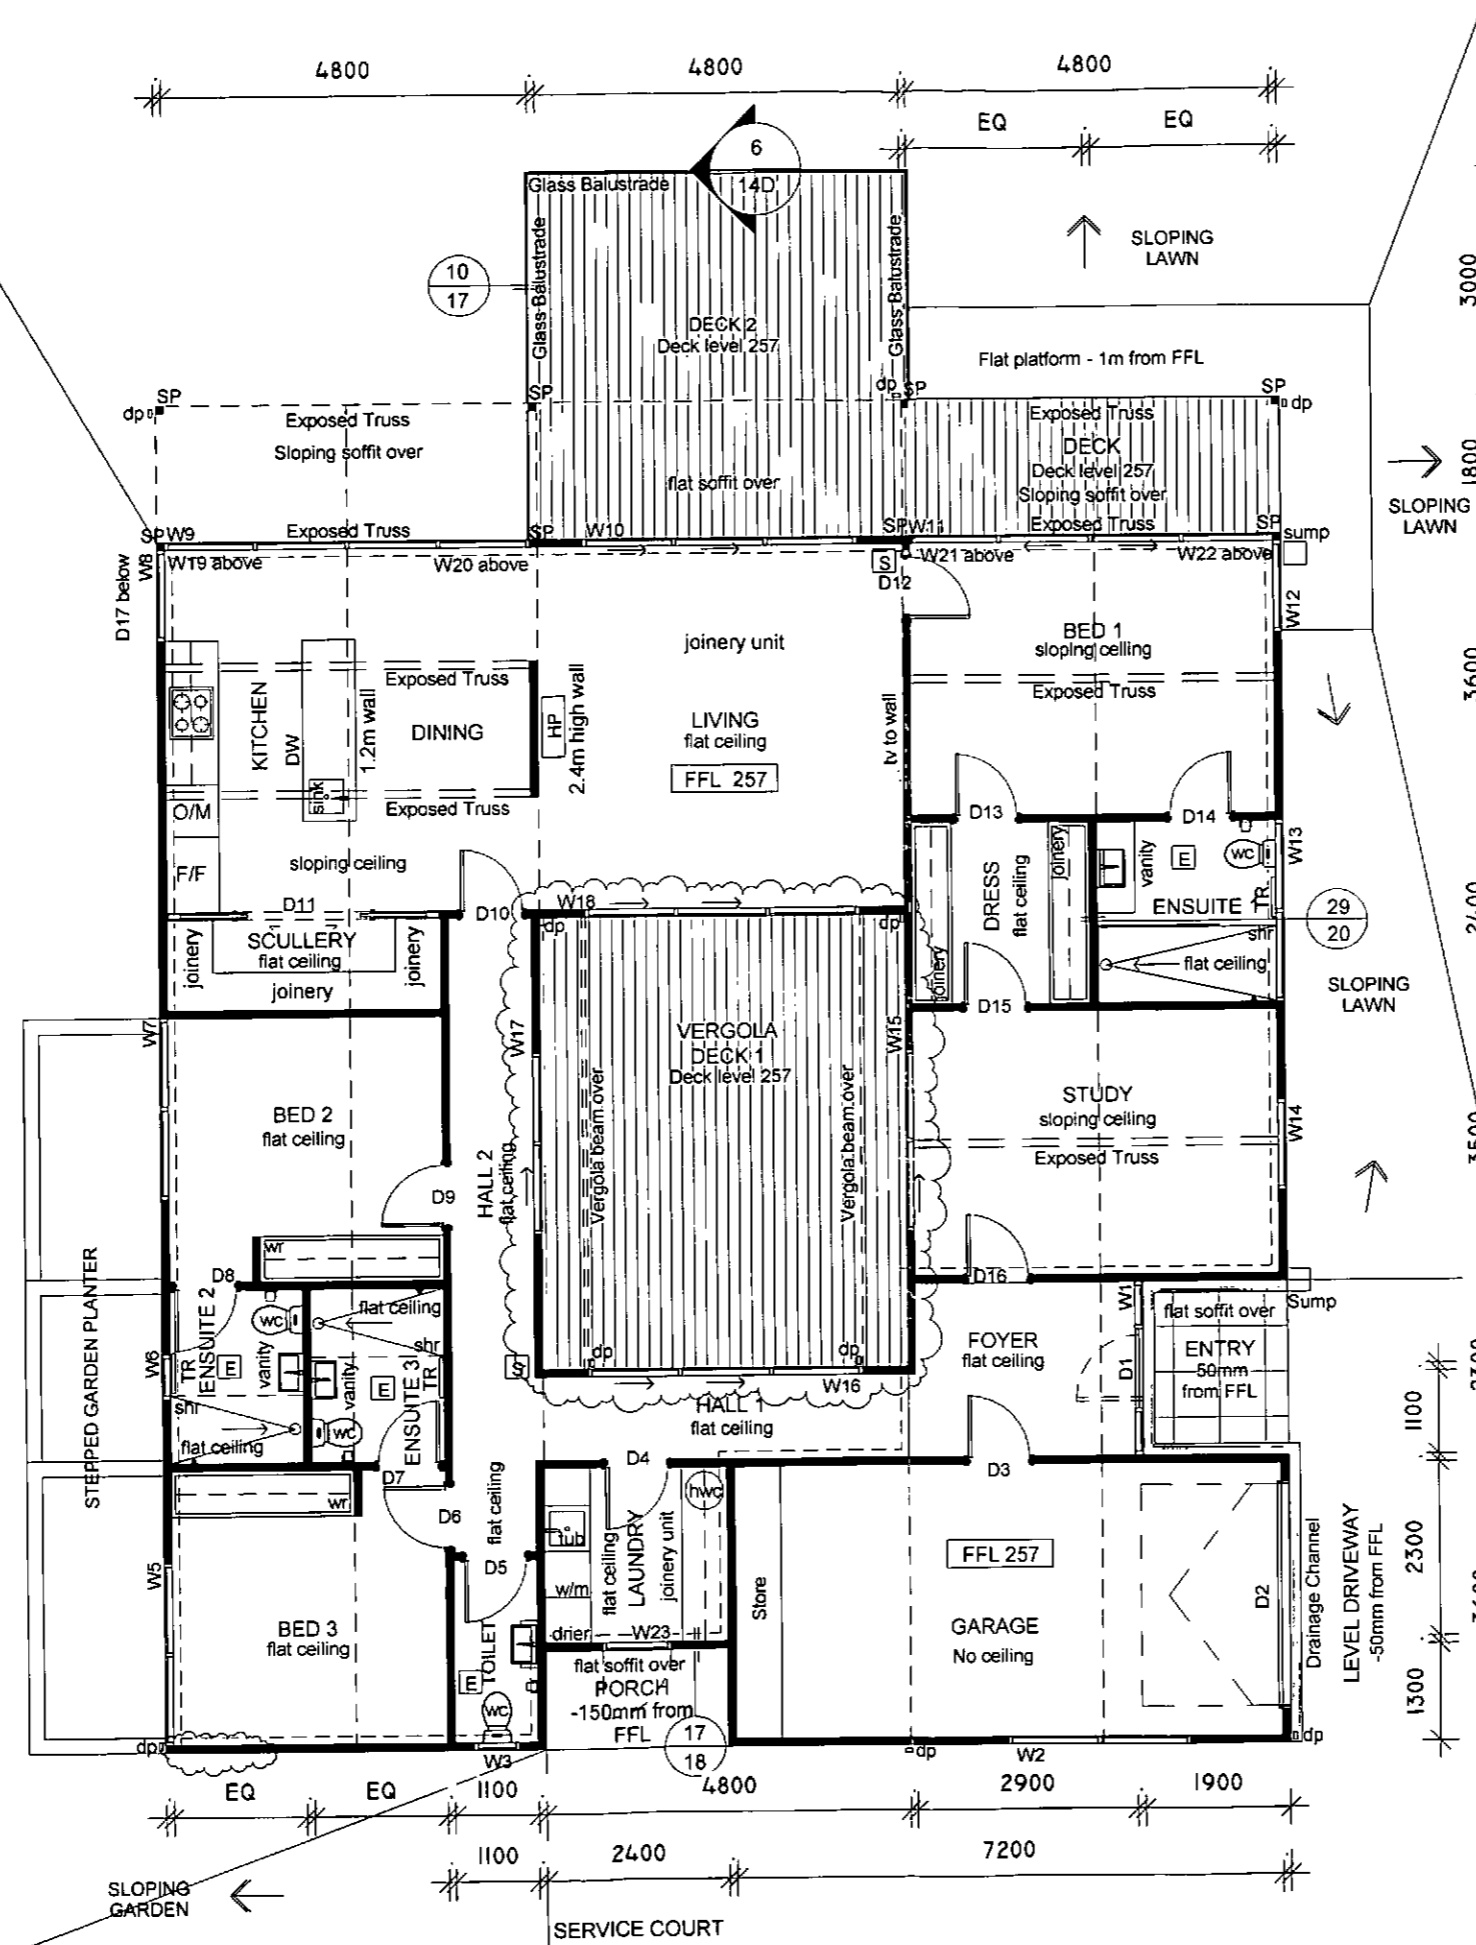 4800
4800
4800
EQ
EQ
6
14D
Glass Balustrade
Glass Balustrade
Glass Balustrade
10
17
DECK 2
Deck level 257
SLOPING
LAWN
3000
Flat platform - 1m from FFL
dp
SP
SP
dp
SP
SP
dp
Exposed Truss
Sloping soffit over
flat soffit over
Exposed Truss
DECK
Deck level 257
Sloping soffit over
Exposed Truss
1800
SLOPING
LAWN
SP
W9
Exposed Truss
SP
W10
SP
W11
SP
sump
D17 below
W8
W19 above
W20 above
S
D12
W21 above
W22 above
W12
joinery unit
BED 1
sloping ceiling
Exposed Truss
3600
Exposed Truss
KITCHEN
DW
1.2m wall
DINING
HP
2.4m high wall
LIVING
flat ceiling
FFL 257
tv to wall
sink
Exposed Truss
O/M
F/F
sloping ceiling
D13
D14
W13
DRESS
flat ceiling
joinery
joinery
vanity
E
WC
ENSUITE 1
TR
shr
flat ceiling
29
20
2400
D11
D10
W18
dp
dp
SCULLERY
flat ceiling
joinery
joinery
joinery
D15
SLOPING
LAWN
W7
W17
VERGOLA
DECK 1
Deck level 257
W15
BED 2
flat ceiling
STUDY
sloping ceiling
Exposed Truss
W14
3500
HALL 2
flat ceiling
D9
Vergola beam over
Vergola beam over
wr
D8
D16
Sump
STEPPED GARDEN PLANTER
ENSUITE 2
WC
vanity
E
TR
W6
shr
flat ceiling
flat ceiling
shr
vanity
E
TR
ENSUITE 3
WC
S
dp
dp
W16
HALL 1
flat ceiling
FOYER
flat ceiling
W1
D1
flat soffit over
ENTRY
50mm
from FFL
2300
1100
D7
wr
D6
flat ceiling
D4
hwc
D3
D5
tub
w/m
drier
flat ceiling
LAUNDRY
joinery unit
W23
Store
FFL 257
GARAGE
No ceiling
D2
Drainage Channel
LEVEL DRIVEWAY
-50mm from FFL
2300
1300
W5
BED 3
flat ceiling
TOILET
E
WC
flat soffit over
PORCH
-150mm from
FFL
17
18
dp
W3
dp
W2
dp
EQ
EQ
1100
4800
2900
1900
1100
2400
7200
SLOPING
GARDEN
SERVICE COURT